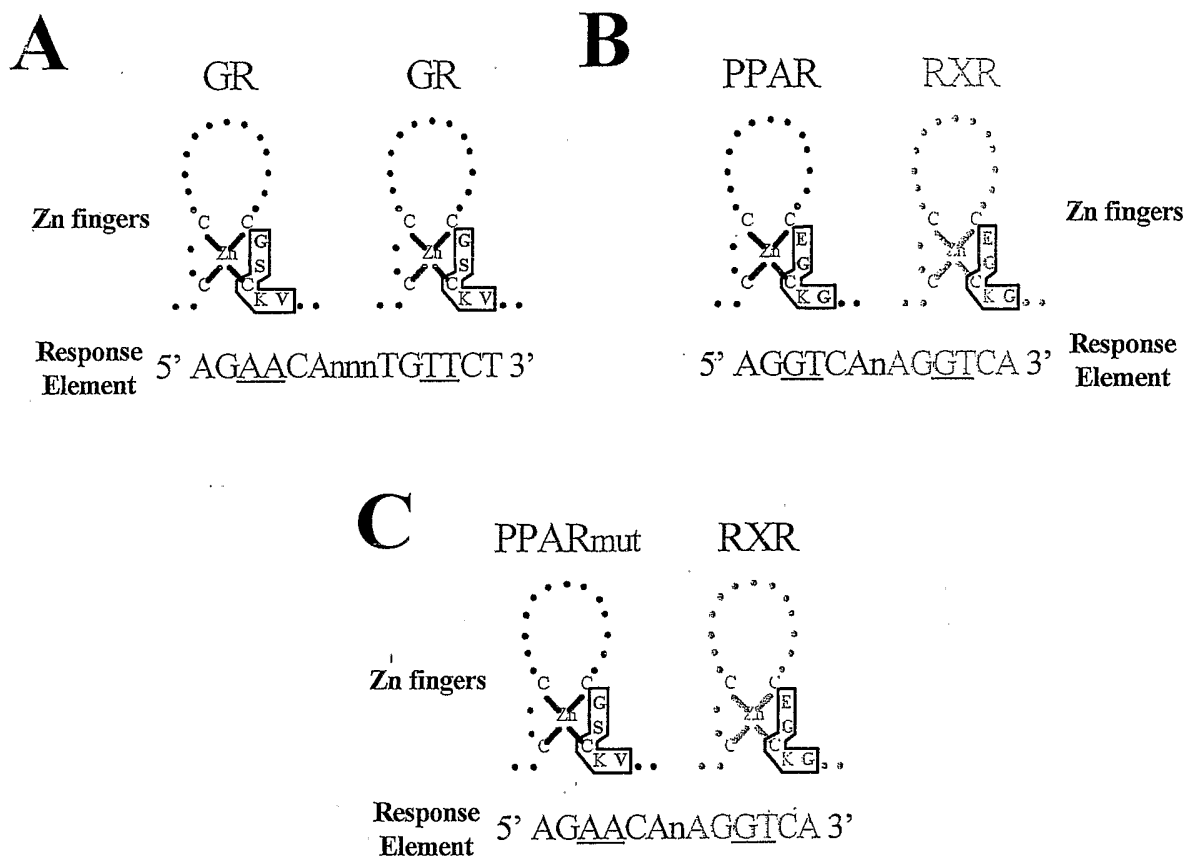 A
GR GR
Zn fingers
C C
G
Zn
S
C C
K V
C C
G
Zn
S
C C
K V
Response
Element
5’ AGAACAnnnTGTTCT 3’
B
PPAR RXR
Zn fingers
C C
E
Zn
G
C C
K G
C C
E
Zn
G
C C
K G
5’ AGGTCAnAGGTCA 3’
Response
Element
C
PPARmut RXR
Zn fingers
C C
G
Zn
S
C C
K V
C C
E
Zn
G
C C
K G
Response
Element
5’ AGAACAnAGGTCA 3’